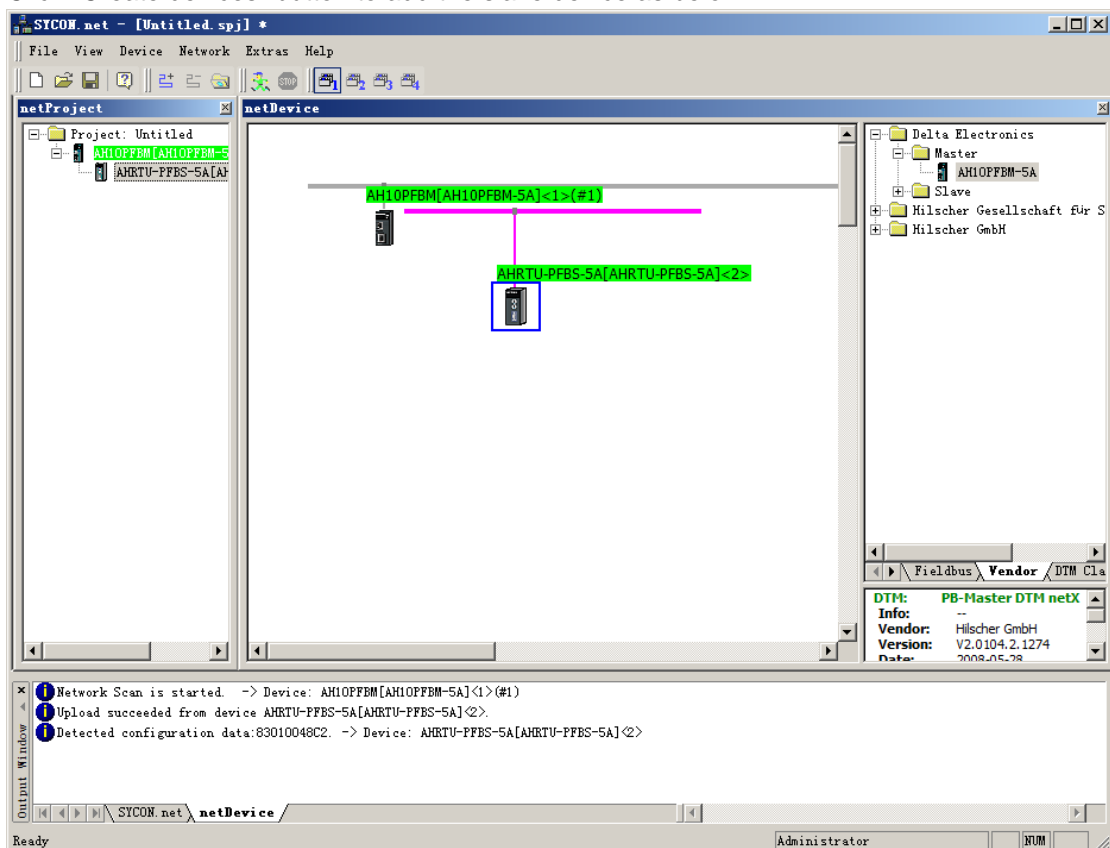 SYCON.net - [Untitled.spj] *
File View Device Network Extras Help
netProject
netDevice
Project: Untitled
AH10PFBM[AH10PFBM-5
AHRTU-PFBS-5A[AH
AH10PFBM[AH10PFBM-5A]<1>(#1)
AHRTU-PFBS-5A[AHRTU-PFBS-5A]<2>
Delta Electronics
Master
AH10PFBM-5A
Slave
Hilscher Gesellschaft für S
Hilscher GmbH
Fieldbus Vendor DTM Cla
DTM: PB-Master DTM netX
Info: --
Vendor: Hilscher GmbH
Version: V2.0104.2.1274
Date: 2008-05-28
Network Scan is started. -> Device: AH10PFBM[AH10PFBM-5A]<1>(#1)
Upload succeeded from device AHRTU-PFBS-5A[AHRTU-PFBS-5A]<2>.
Detected configuration data:83010048C2. -> Device: AHRTU-PFBS-5A[AHRTU-PFBS-5A]<2>
Output Window
SYCON.net netDevice
Ready Administrator NUM